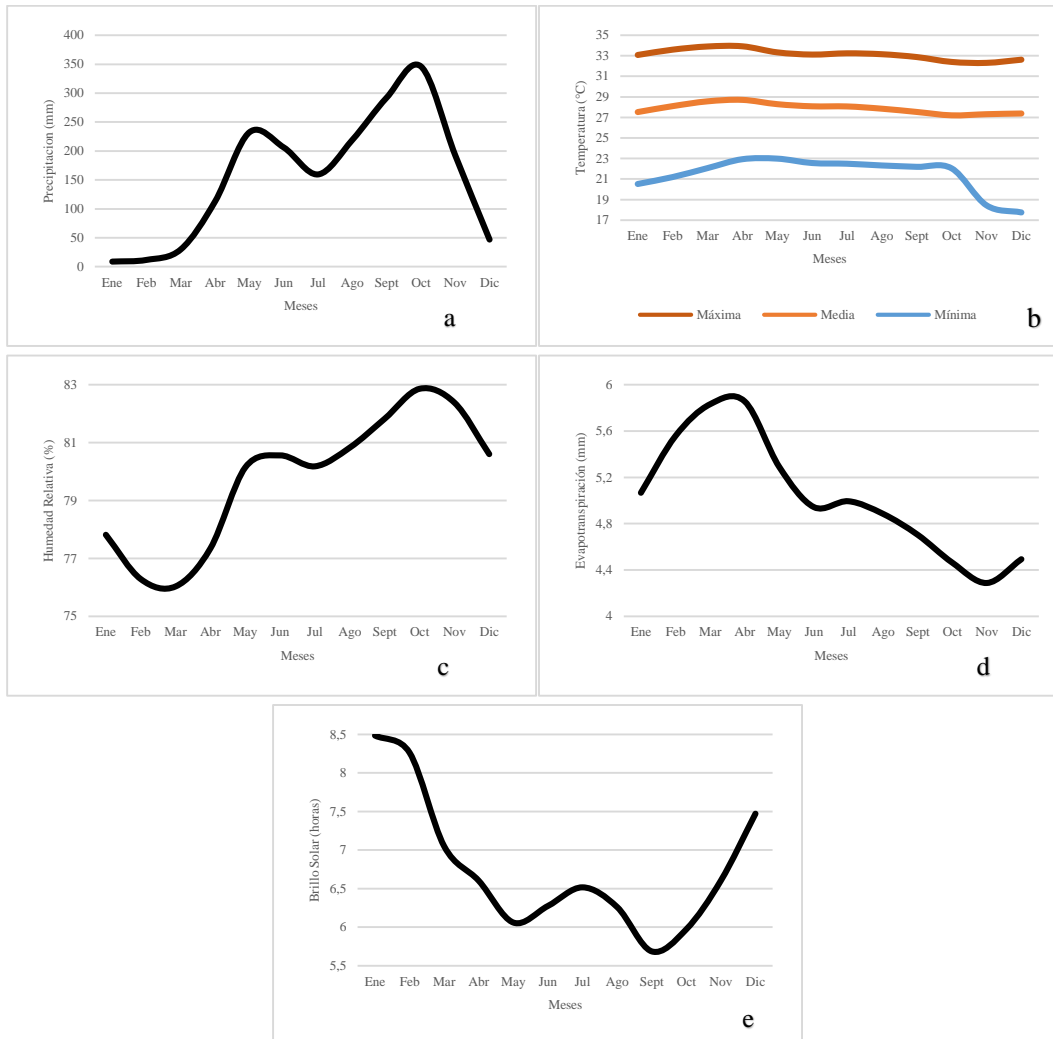 400
350
300
250
200
150
100
50
0
Precipitacion (mm)
Ene Feb Mar Abr May Jun Jul Ago Sept Oct Nov Dic
Meses
a
35
33
31
29
27
25
23
21
19
17
Temperatura (°C)
Ene Feb Mar Abr May Jun Jul Ago Sept Oct Nov Dic
Meses
Máxima Media Mínima
b
83
81
79
77
75
Humedad Relativa (%)
Ene Feb Mar Abr May Jun Jul Ago Sept Oct Nov Dic
Meses
c
6
5,6
5,2
4,8
4,4
4
Evapotranspiración (mm)
Ene Feb Mar Abr May Jun Jul Ago Sept Oct Nov Dic
Meses
d
8,5
8
7,5
7
6,5
6
5,5
Brillo Solar (horas)
Ene Feb Mar Abr May Jun Jul Ago Sept Oct Nov Dic
Meses
e